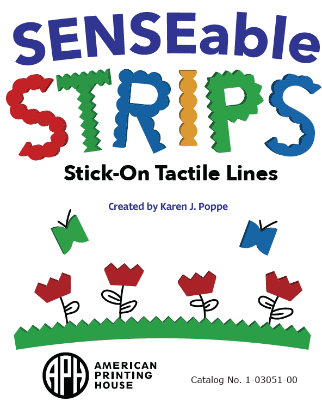 SENSEable
STRIPS
Stick-On Tactile Lines
Created by Karen J. Poppe
APH
AMERICAN
PRINTING
HOUSE
Catalog No. 1-03051-00